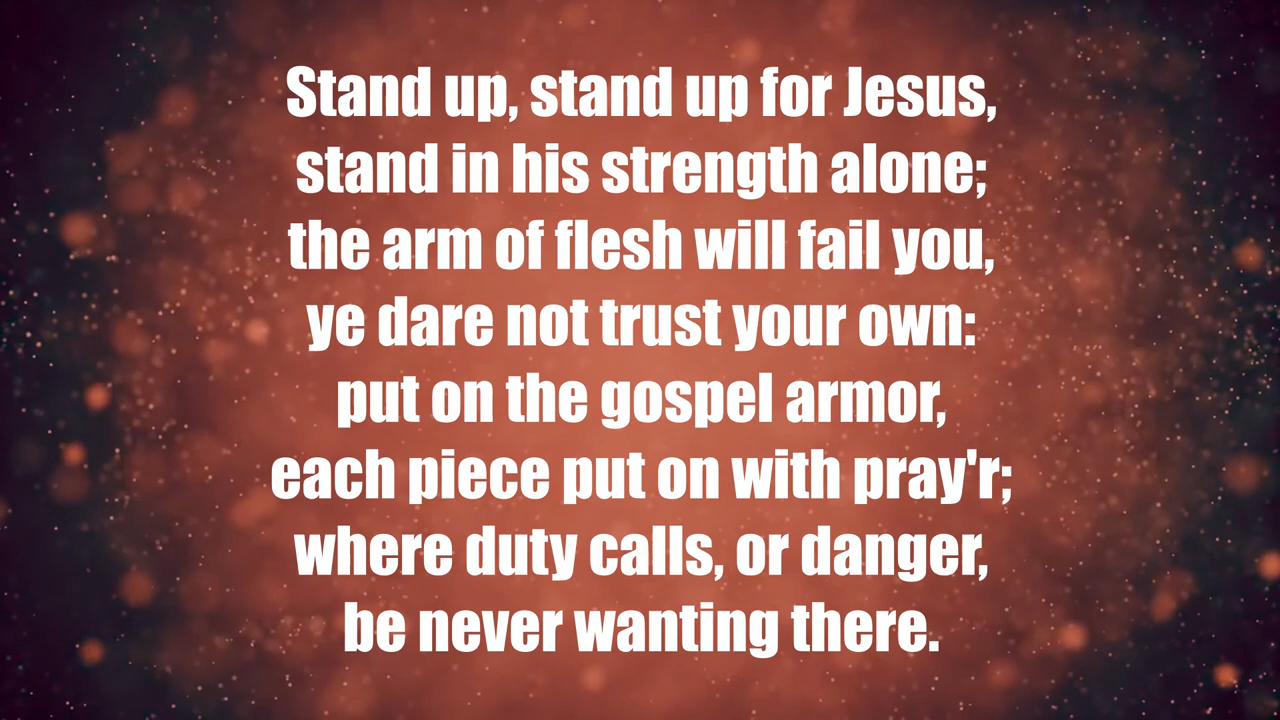 Stand up, stand up for Jesus,
stand in his strength alone;
the arm of flesh will fail you,
ye dare not trust your own:
put on the gospel armor,
each piece put on with pray'r;
where duty calls, or danger,
be never wanting there.